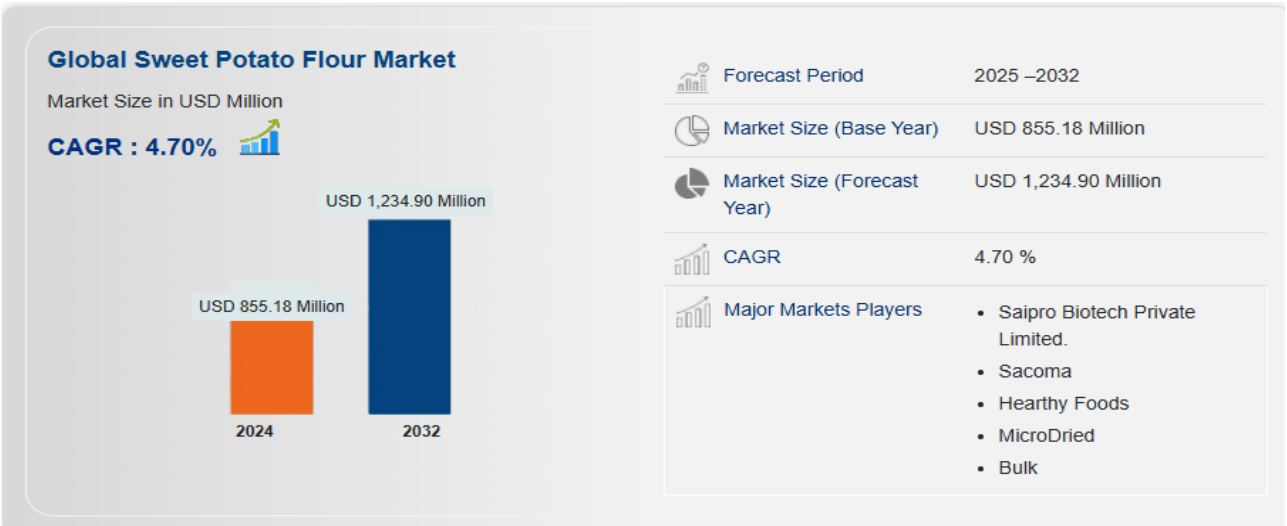 Global Sweet Potato Flour Market
Market Size in USD Million
CAGR : 4.70%
USD 1,234.90 Million
USD 855.18 Million
2024
2032
Forecast Period
2025 –2032
Market Size (Base Year)
USD 855.18 Million
Market Size (Forecast
Year)
USD 1,234.90 Million
CAGR
4.70 %
Major Markets Players
• Saipro Biotech Private
Limited.
• Sacoma
• Hearthy Foods
• MicroDried
• Bulk